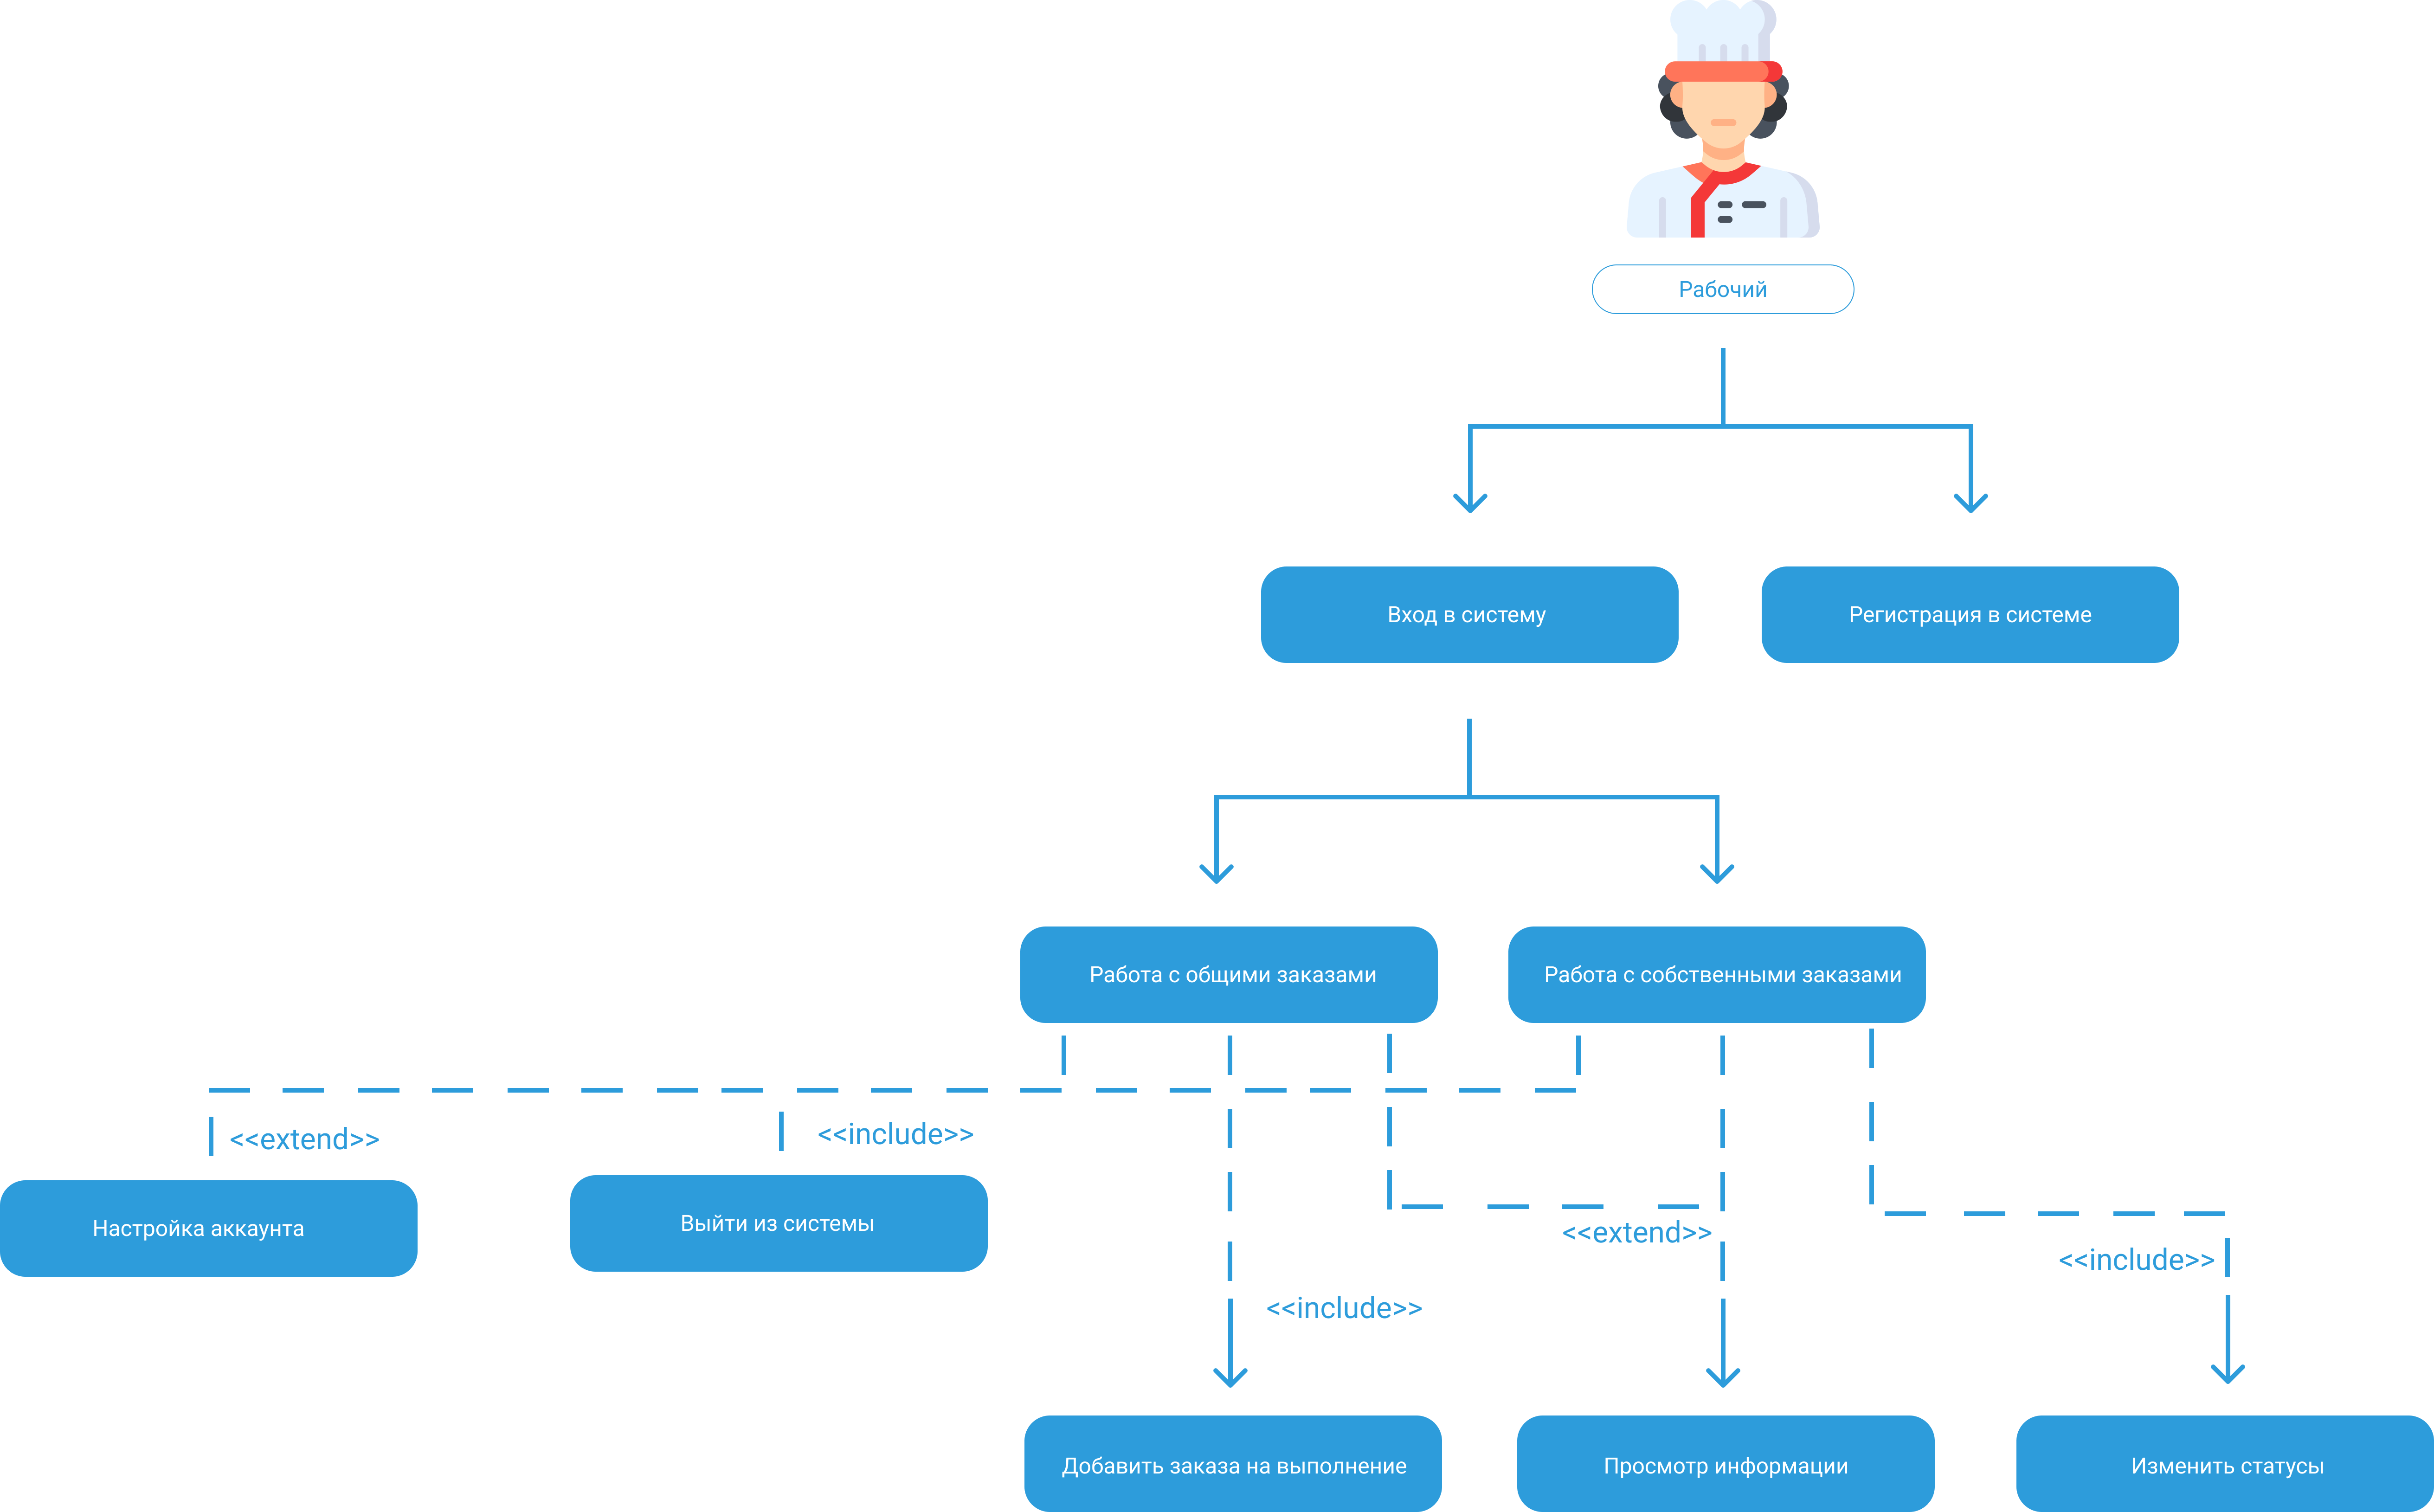 Рабочий
Вход в систему
Регистрация в системе
Работа с общими заказами
Работа с собственными заказами
<<extend>>
<<include>>
Настройка аккаунта
Выйти из системы
<<extend>>
<<include>>
<<include>>
Добавить заказа на выполнение
Просмотр информации
Изменить статусы